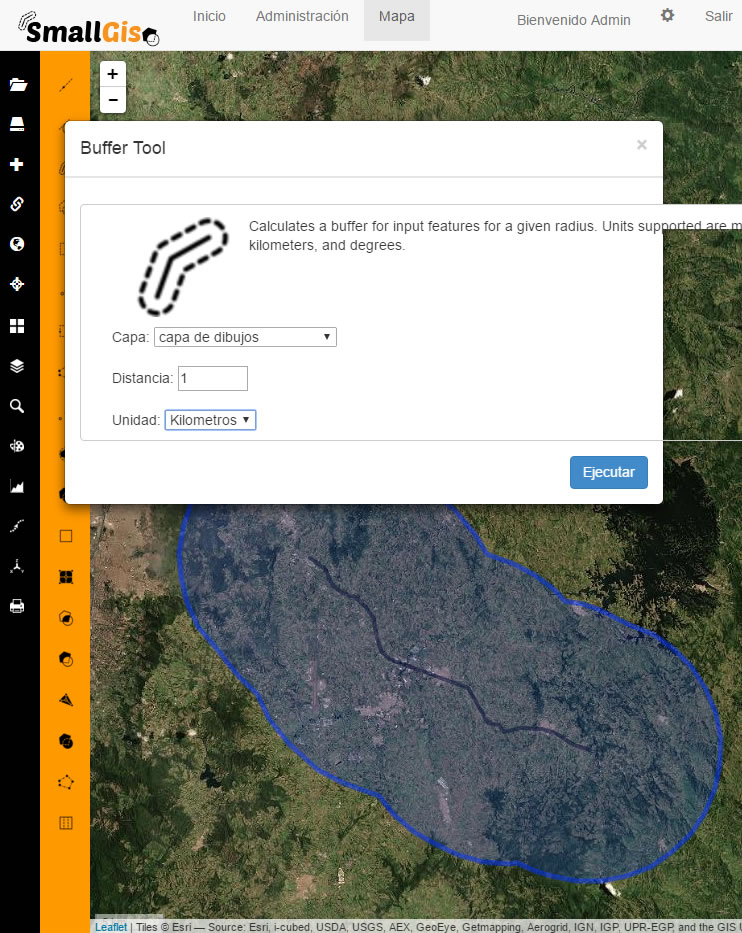 SmallGis
Inicio
Administración
Mapa
Bienvenido Admin
Salir
+
−
Buffer Tool
×
Calculates a buffer for input features for a given radius. Units supported are
kilometers, and degrees.
Capa: capa de dibujos
Distancia: 1
Unidad: Kilometros
Ejecutar
Leaflet | Tiles © Esri — Source: Esri, i-cubed, USDA, USGS, AEX, GeoEye, Getmapping, Aerogrid, IGN, IGP, UPR-EGP, and the GIS